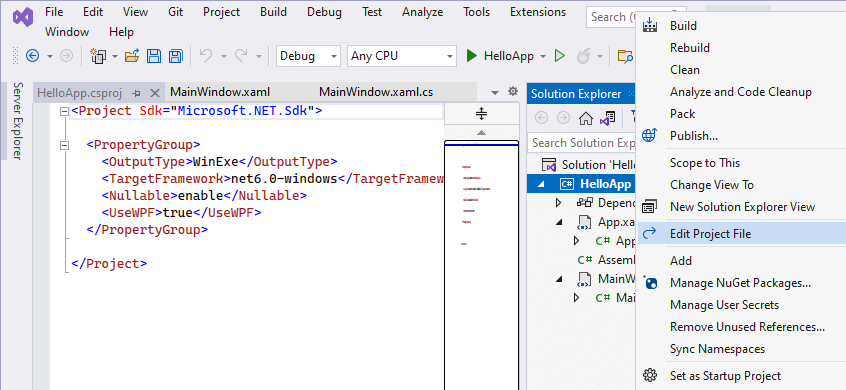 File Edit View Git Project Build Debug Test Analyze Tools Extensions Search (C
Window Help
Debug Any CPU HelloApp
Server Explorer
HelloApp.csproj MainWindow.xaml MainWindow.xaml.cs
<Project Sdk="Microsoft.NET.Sdk">
<PropertyGroup>
<OutputType>WinExe</OutputType>
<TargetFramework>net6.0-windows</TargetFramew
<Nullable>enable</Nullable>
<UseWPF>true</UseWPF>
</PropertyGroup>
</Project>
Solution Explorer
Search Solution Exp
Solution 'Hello
C# HelloApp
Depend
App.xa
C# App
C# Assemb
MainW
C# Mai
Build
Rebuild
Clean
Analyze and Code Cleanup
Pack
Publish...
Scope to This
Change View To
New Solution Explorer View
Edit Project File
Add
Manage NuGet Packages...
Manage User Secrets
Remove Unused References...
Sync Namespaces
Set as Startup Project